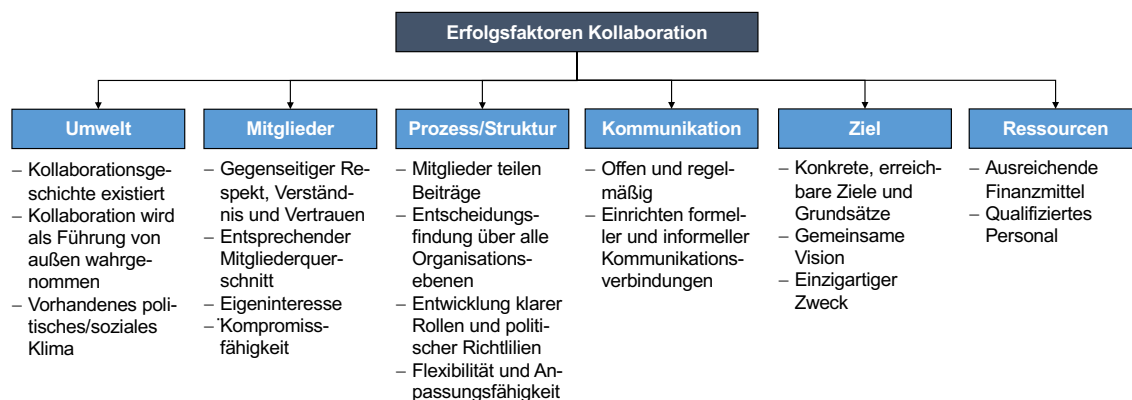 Erfolgsfaktoren Kollaboration
Umwelt
– Kollaborationsge-
schichte existiert
– Kollaboration wird
als Führung von
außen wahrge-
nommen
– Vorhandenes poli-
tisches/soziales
Klima
Mitglieder
– Gegenseitiger Re-
spekt, Verständ-
nis und Vertrauen
– Entsprechender
Mitgliederquer-
schnitt
– Eigeninteresse
– Kompromiss-
fähigkeit
Prozess/Struktur
– Mitglieder teilen
Beiträge
– Entscheidungs-
findung über alle
Organisations-
ebenen
– Entwicklung klarer
Rollen und politi-
scher Richtlilien
– Flexibilität und An-
passungsfähigkeit
Kommunikation
– Offen und regel-
mäßig
– Einrichten formel-
ler und informeller
Kommunikations-
verbindungen
Ziel
– Konkrete, erreich-
bare Ziele und
Grundsätze
– Gemeinsame
Vision
– Einzigartiger
Zweck
Ressourcen
– Ausreichende
Finanzmittel
– Qualifiziertes
Personal